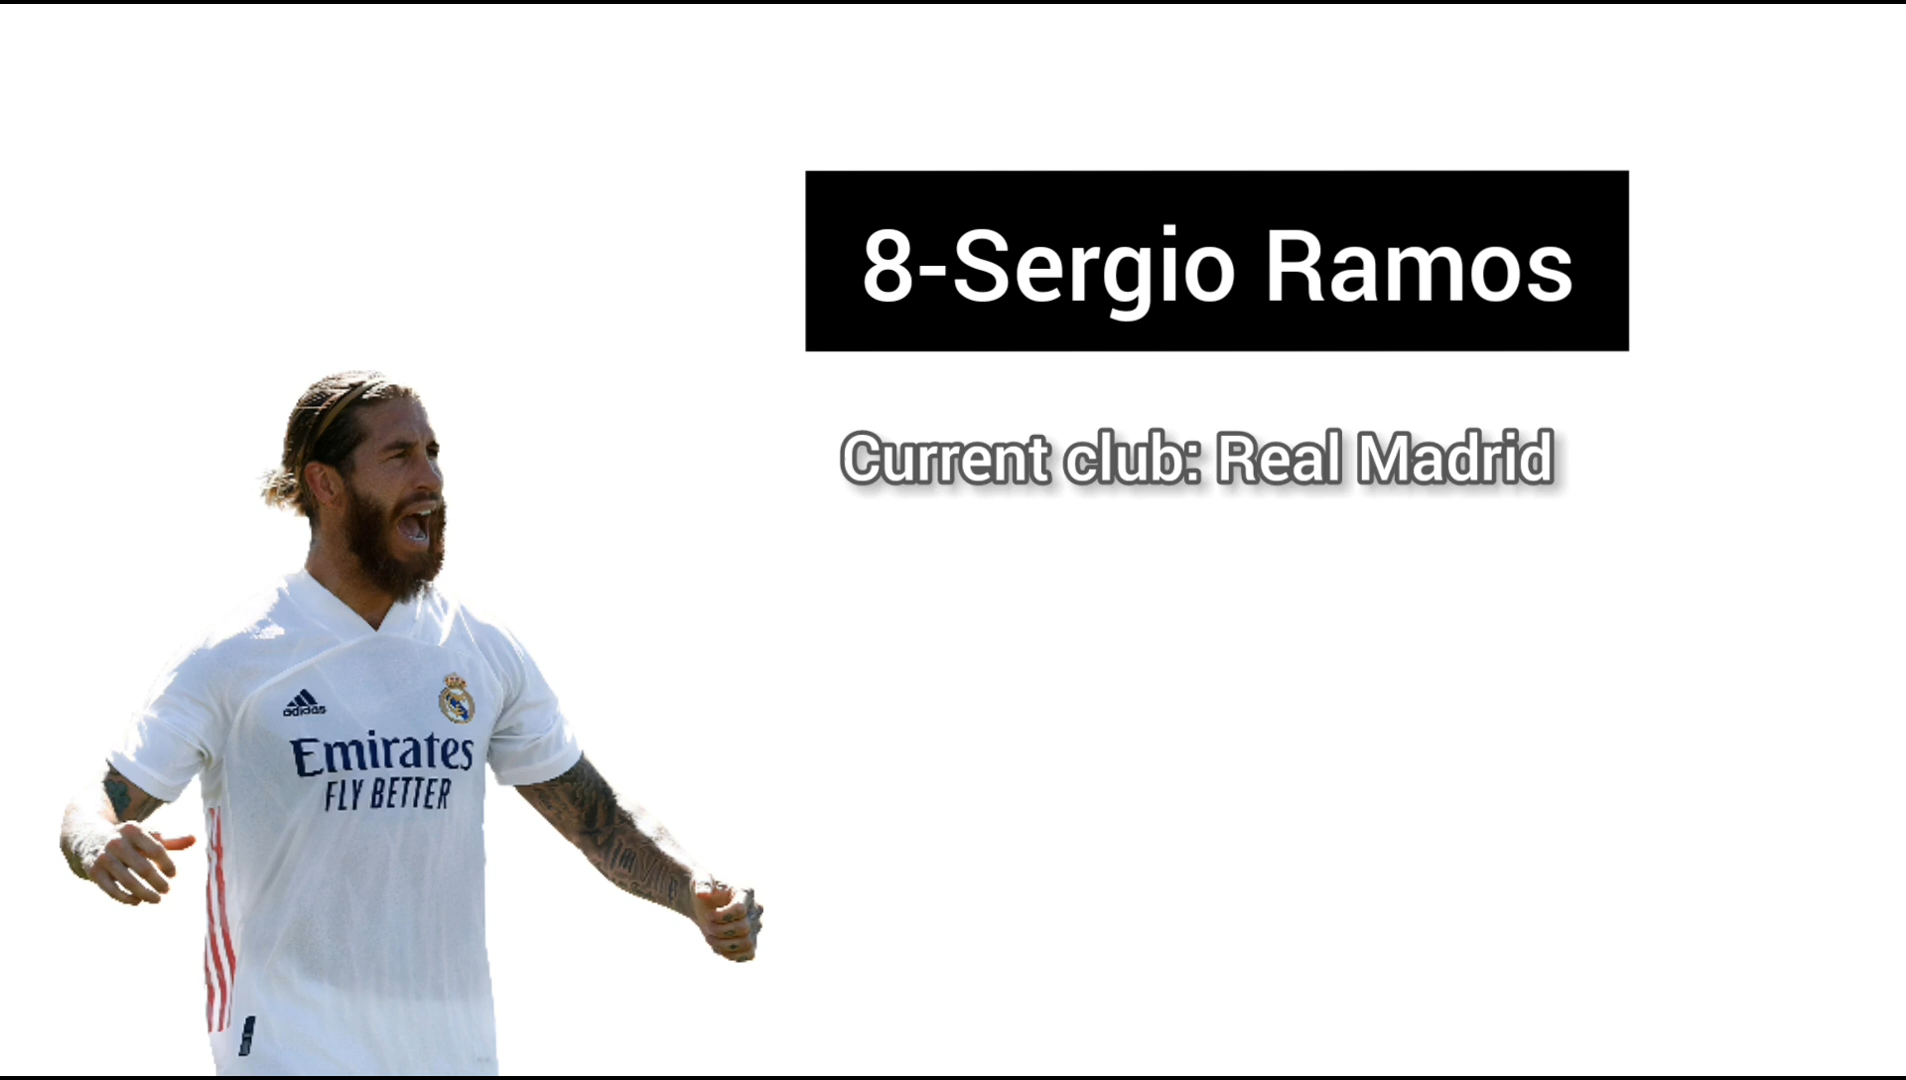 8-Sergio Ramos
Current club: Real Madrid
adidas
Emirates
FLY BETTER